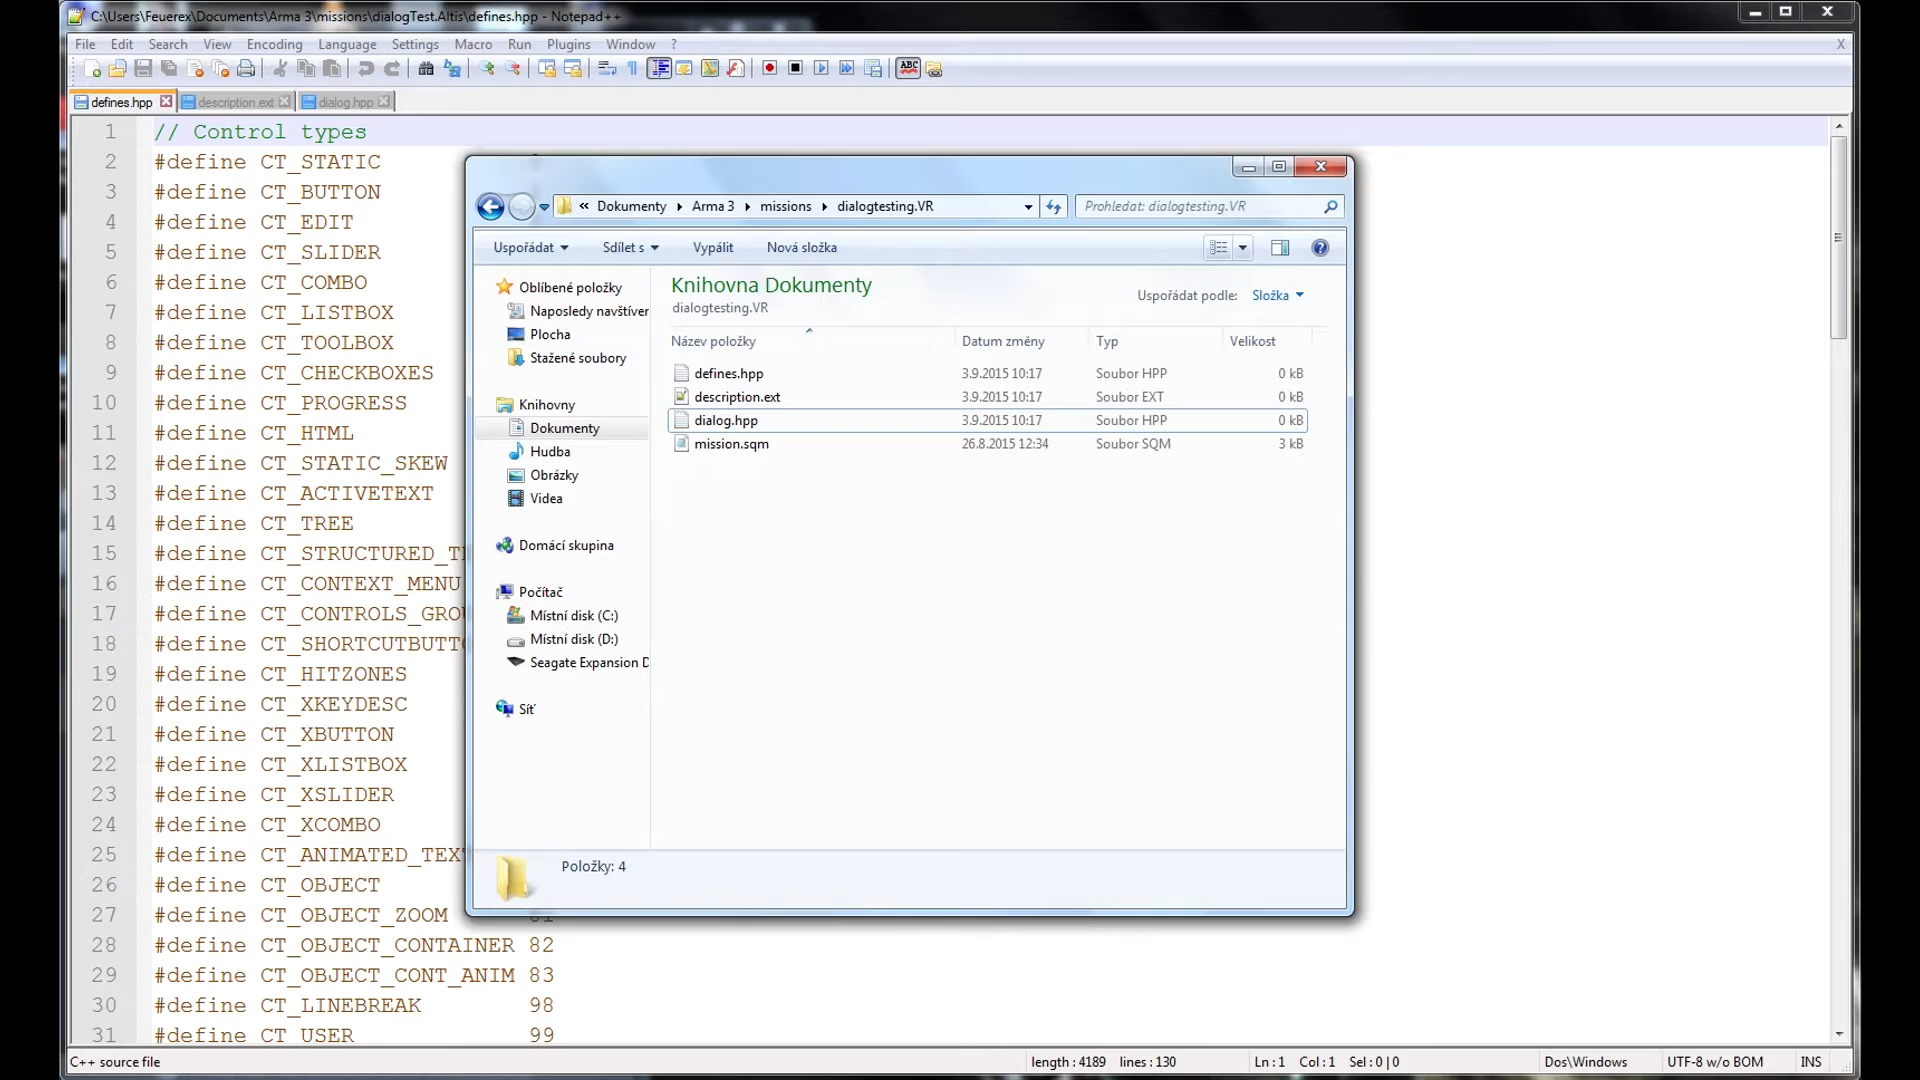 C:\Users\Feuerex\Documents\Arma 3\missions\dialogTest.Altis\defines.hpp - Notepad++
File Edit Search View Encoding Language Settings Macro Run Plugins Window ? X
ABC
defines.hpp description.ext dialog.hpp
1 // Control types
2 #define CT_STATIC
3 #define CT_BUTTON
4 #define CT_EDIT
5 #define CT_SLIDER
6 #define CT_COMBO
7 #define CT_LISTBOX
8 #define CT_TOOLBOX
9 #define CT_CHECKBOXES
10 #define CT_PROGRESS
11 #define CT_HTML
12 #define CT_STATIC_SKEW
13 #define CT_ACTIVETEXT
14 #define CT_TREE
15 #define CT_STRUCTURED_T
16 #define CT_CONTEXT_MENU
17 #define CT_CONTROLS_GRO
18 #define CT_SHORTCUTBUTT
19 #define CT_HITZONES
20 #define CT_XKEYDESC
21 #define CT_XBUTTON
22 #define CT_XLISTBOX
23 #define CT_XSLIDER
24 #define CT_XCOMBO
25 #define CT_ANIMATED_TEX
26 #define CT_OBJECT
27 #define CT_OBJECT_ZOOM 81
28 #define CT_OBJECT_CONTAINER 82
29 #define CT_OBJECT_CONT_ANIM 83
30 #define CT_LINEBREAK 98
31 #define CT_USER 99
« Dokumenty Arma 3 missions dialogtesting.VR
Prohledat: dialogtesting.VR
Uspořádat Sdílet s Vypálit Nová složka
Oblíbené položky
Naposledy navštíver
Plocha
Stažené soubory
Knihovny
Dokumenty
Hudba
Obrázky
Videa
Domácí skupina
Počítač
Místní disk (C:)
Místní disk (D:)
Seagate Expansion D
Síť
Knihovna Dokumenty
dialogtesting.VR
Uspořádat podle: Složka
Název položky Datum změny Typ Velikost
defines.hpp 3.9.2015 10:17 Soubor HPP 0 kB
description.ext 3.9.2015 10:17 Soubor EXT 0 kB
dialog.hpp 3.9.2015 10:17 Soubor HPP 0 kB
mission.sqm 26.8.2015 12:34 Soubor SQM 3 kB
Položky: 4
C++ source file length : 4189 lines : 130 Ln : 1 Col : 1 Sel : 0 | 0 Dos\Windows UTF-8 w/o BOM INS